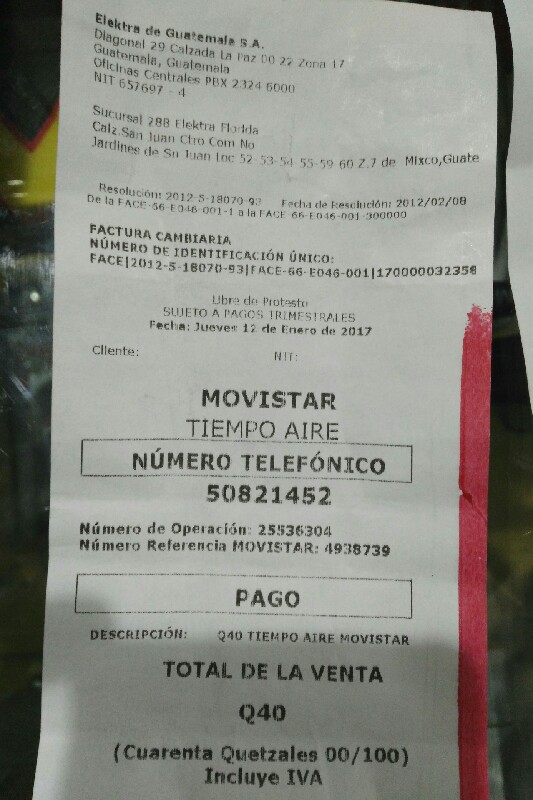 Elektra de Guatemala S.A.
Diagonal 29 Calzada La Paz 00 22 Zona 17
Guatemala, Guatemala
Oficinas Centrales PBX 2324 6000
NIT 657697 - 4
Sucursal 288 Elektra Florida
Calz.San Juan Ctro Com No
Jardines de Sn Juan Loc 52-53-54-55-59 60 Z.7 de Mixco,Guate
Resolución: 2012-5-18070-93 Fecha de Resolución: 2012/02/08
De la FACE-66-E046-001-1 a la FACE-66-E046-001-300000
FACTURA CAMBIARIA
NÚMERO DE IDENTIFICACIÓN ÚNICO:
FACE|2012-5-18070-93|FACE-66-E046-001|170000032358
Libre de Protesto
SUJETO A PAGOS TRIMESTRALES
Fecha: Jueves 12 de Enero de 2017
Cliente: NIT:
MOVISTAR
TIEMPO AIRE
NÚMERO TELEFÓNICO
50821452
Número de Operación: 25536304
Número Referencia MOVISTAR: 4938739
PAGO
DESCRIPCIÓN: Q40 TIEMPO AIRE MOVISTAR
TOTAL DE LA VENTA
Q40
(Cuarenta Quetzales 00/100)
Incluye IVA